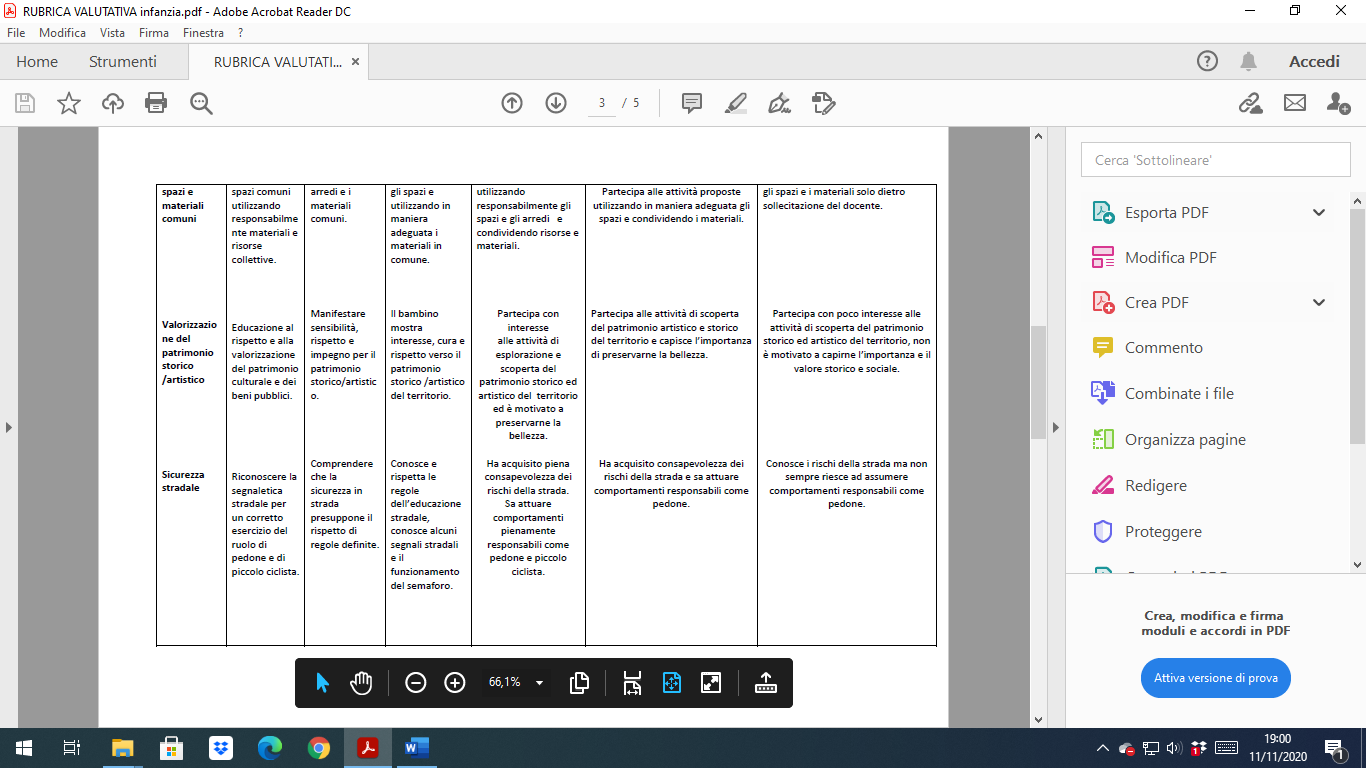 RUBRICA VALUTATIVA infanzia.pdf - Adobe Acrobat Reader DC
File Modifica Vista Firma Finestra ?
Home Strumenti RUBRICA VALUTATI... × Accedi
3 / 5
spazi e
materiali
comuni
spazi comuni
utilizzando
responsabilme
nte materiali e
risorse
collettive.
arredi e i
materiali
comuni.
gli spazi e
utilizzando in
maniera
adeguata i
materiali in
comune.
utilizzando
responsabilmente gli
spazi e gli arredi e
condividendo risorse e
materiali.
Partecipa alle attività proposte
utilizzando in maniera adeguata gli
spazi e condividendo i materiali.
gli spazi e i materiali solo dietro
sollecitazione del docente.
Valorizzazio
ne del
patrimonio
storico
/artistico
Educazione al
rispetto e alla
valorizzazione
del patrimonio
culturale e dei
beni pubblici.
Manifestare
sensibilità,
rispetto e
impegno per il
patrimonio
storico/artistic
o.
Il bambino
mostra
interesse, cura e
rispetto verso il
patrimonio
storico /artistico
del territorio.
Partecipa con
interesse
alle attività di
esplorazione e
scoperta del
patrimonio storico ed
artistico del territorio
ed è motivato a
preservarne la
bellezza.
Partecipa alle attività di scoperta
del patrimonio artistico e storico
del territorio e capisce l'importanza
di preservarne la bellezza.
Partecipa con poco interesse alle
attività di scoperta del patrimonio
storico ed artistico del territorio, non
è motivato a capirne l'importanza e il
valore storico e sociale.
Sicurezza
stradale
Riconoscere la
segnaletica
stradale per
un corretto
esercizio del
ruolo di
pedone e di
piccolo ciclista.
Comprendere
che la
sicurezza in
strada
presuppone il
rispetto di
regole definite.
Conosce e
rispetta le
regole
dell'educazione
stradale,
conosce alcuni
segnali stradali
e il
funzionamento
del semaforo.
Ha acquisito piena
consapevolezza dei
rischi della strada.
Sa attuare
comportamenti
pienamente
responsabili come
pedone e piccolo
ciclista.
Ha acquisito consapevolezza dei
rischi della strada e sa attuare
comportamenti responsabili come
pedone.
Conosce i rischi della strada ma non
sempre riesce ad assumere
comportamenti responsabili come
pedone.
66,1%
Cerca 'Sottolineare'
Esporta PDF
Modifica PDF
Crea PDF
Commento
Combinate i file
Organizza pagine
Redigere
Proteggere
Crea, modifica e firma
moduli e accordi in PDF
Attiva versione di prova
19:00
11/11/2020